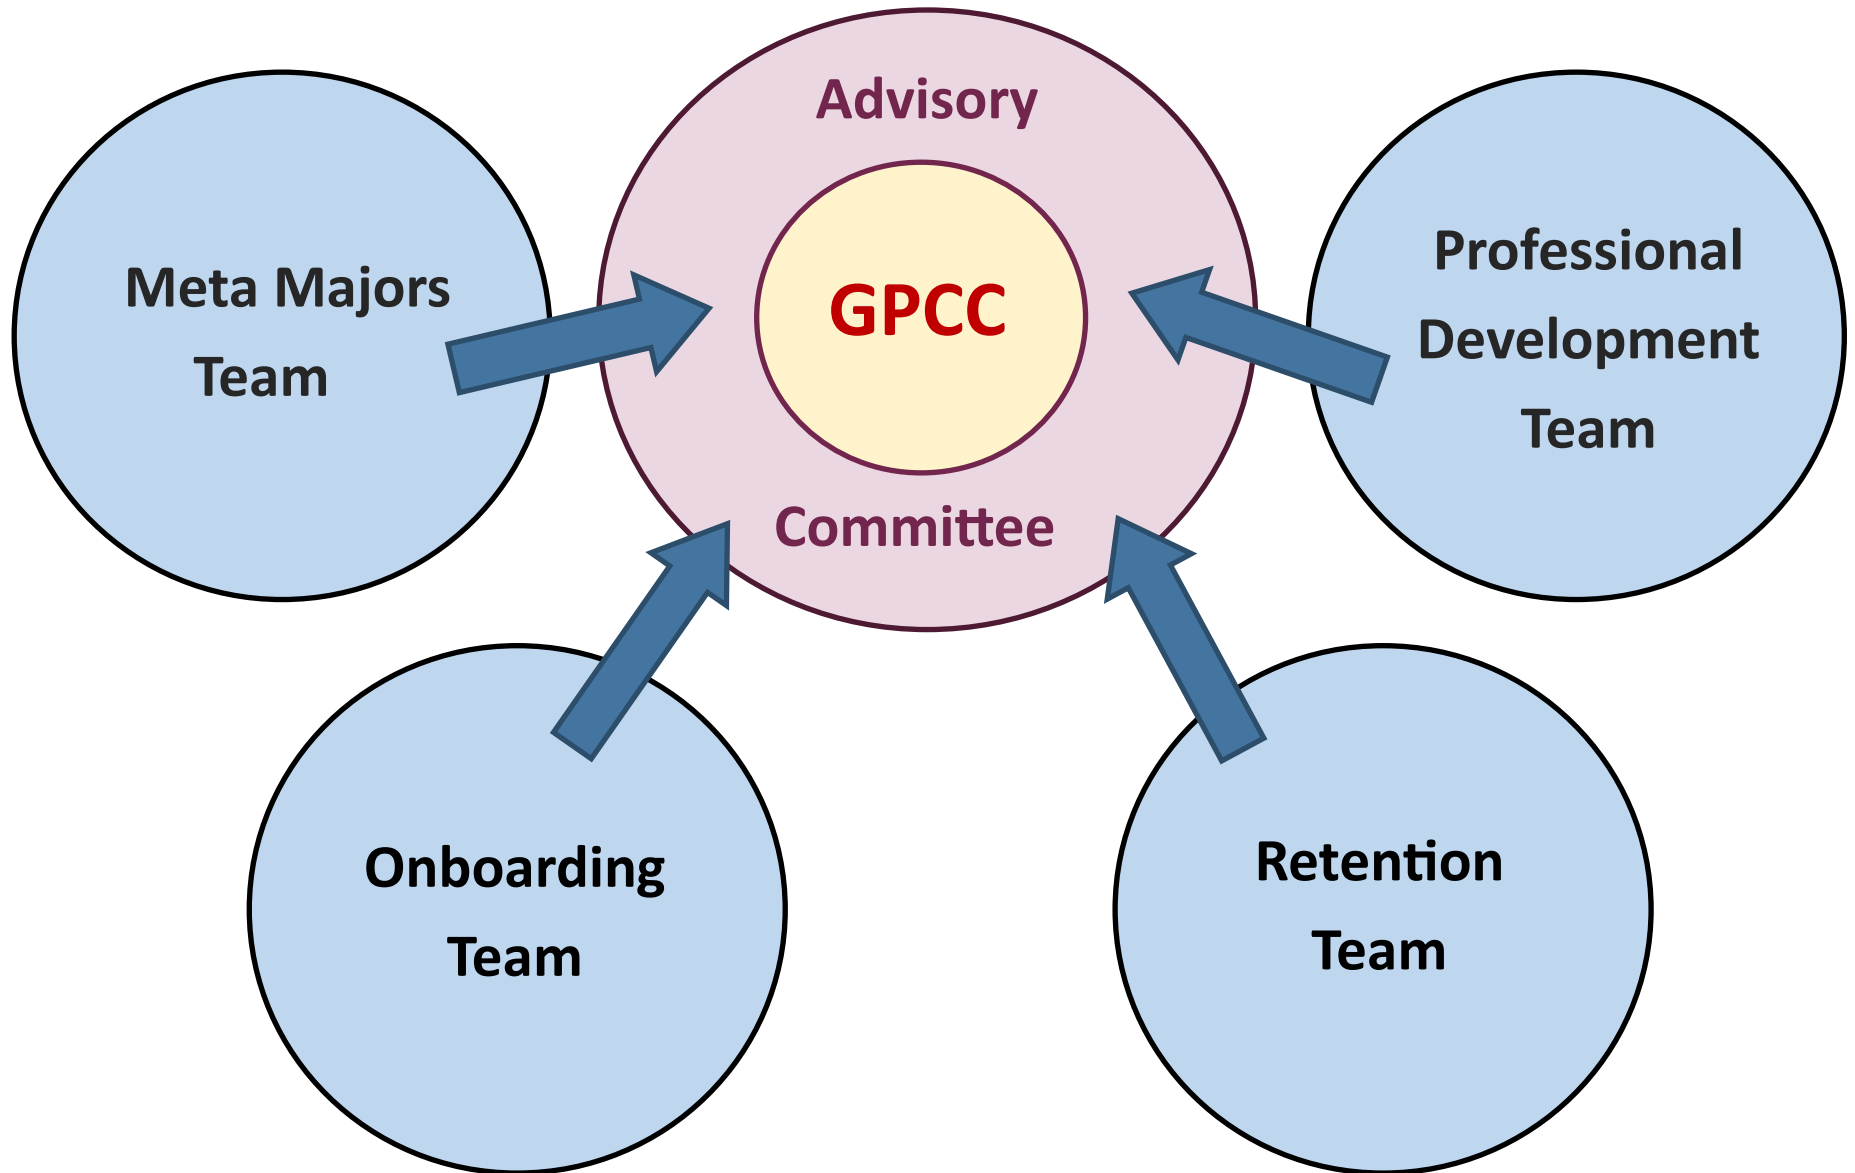 Advisory
GPCC
Committee
Meta Majors
Team
Professional
Development
Team
Onboarding
Team
Retention
Team